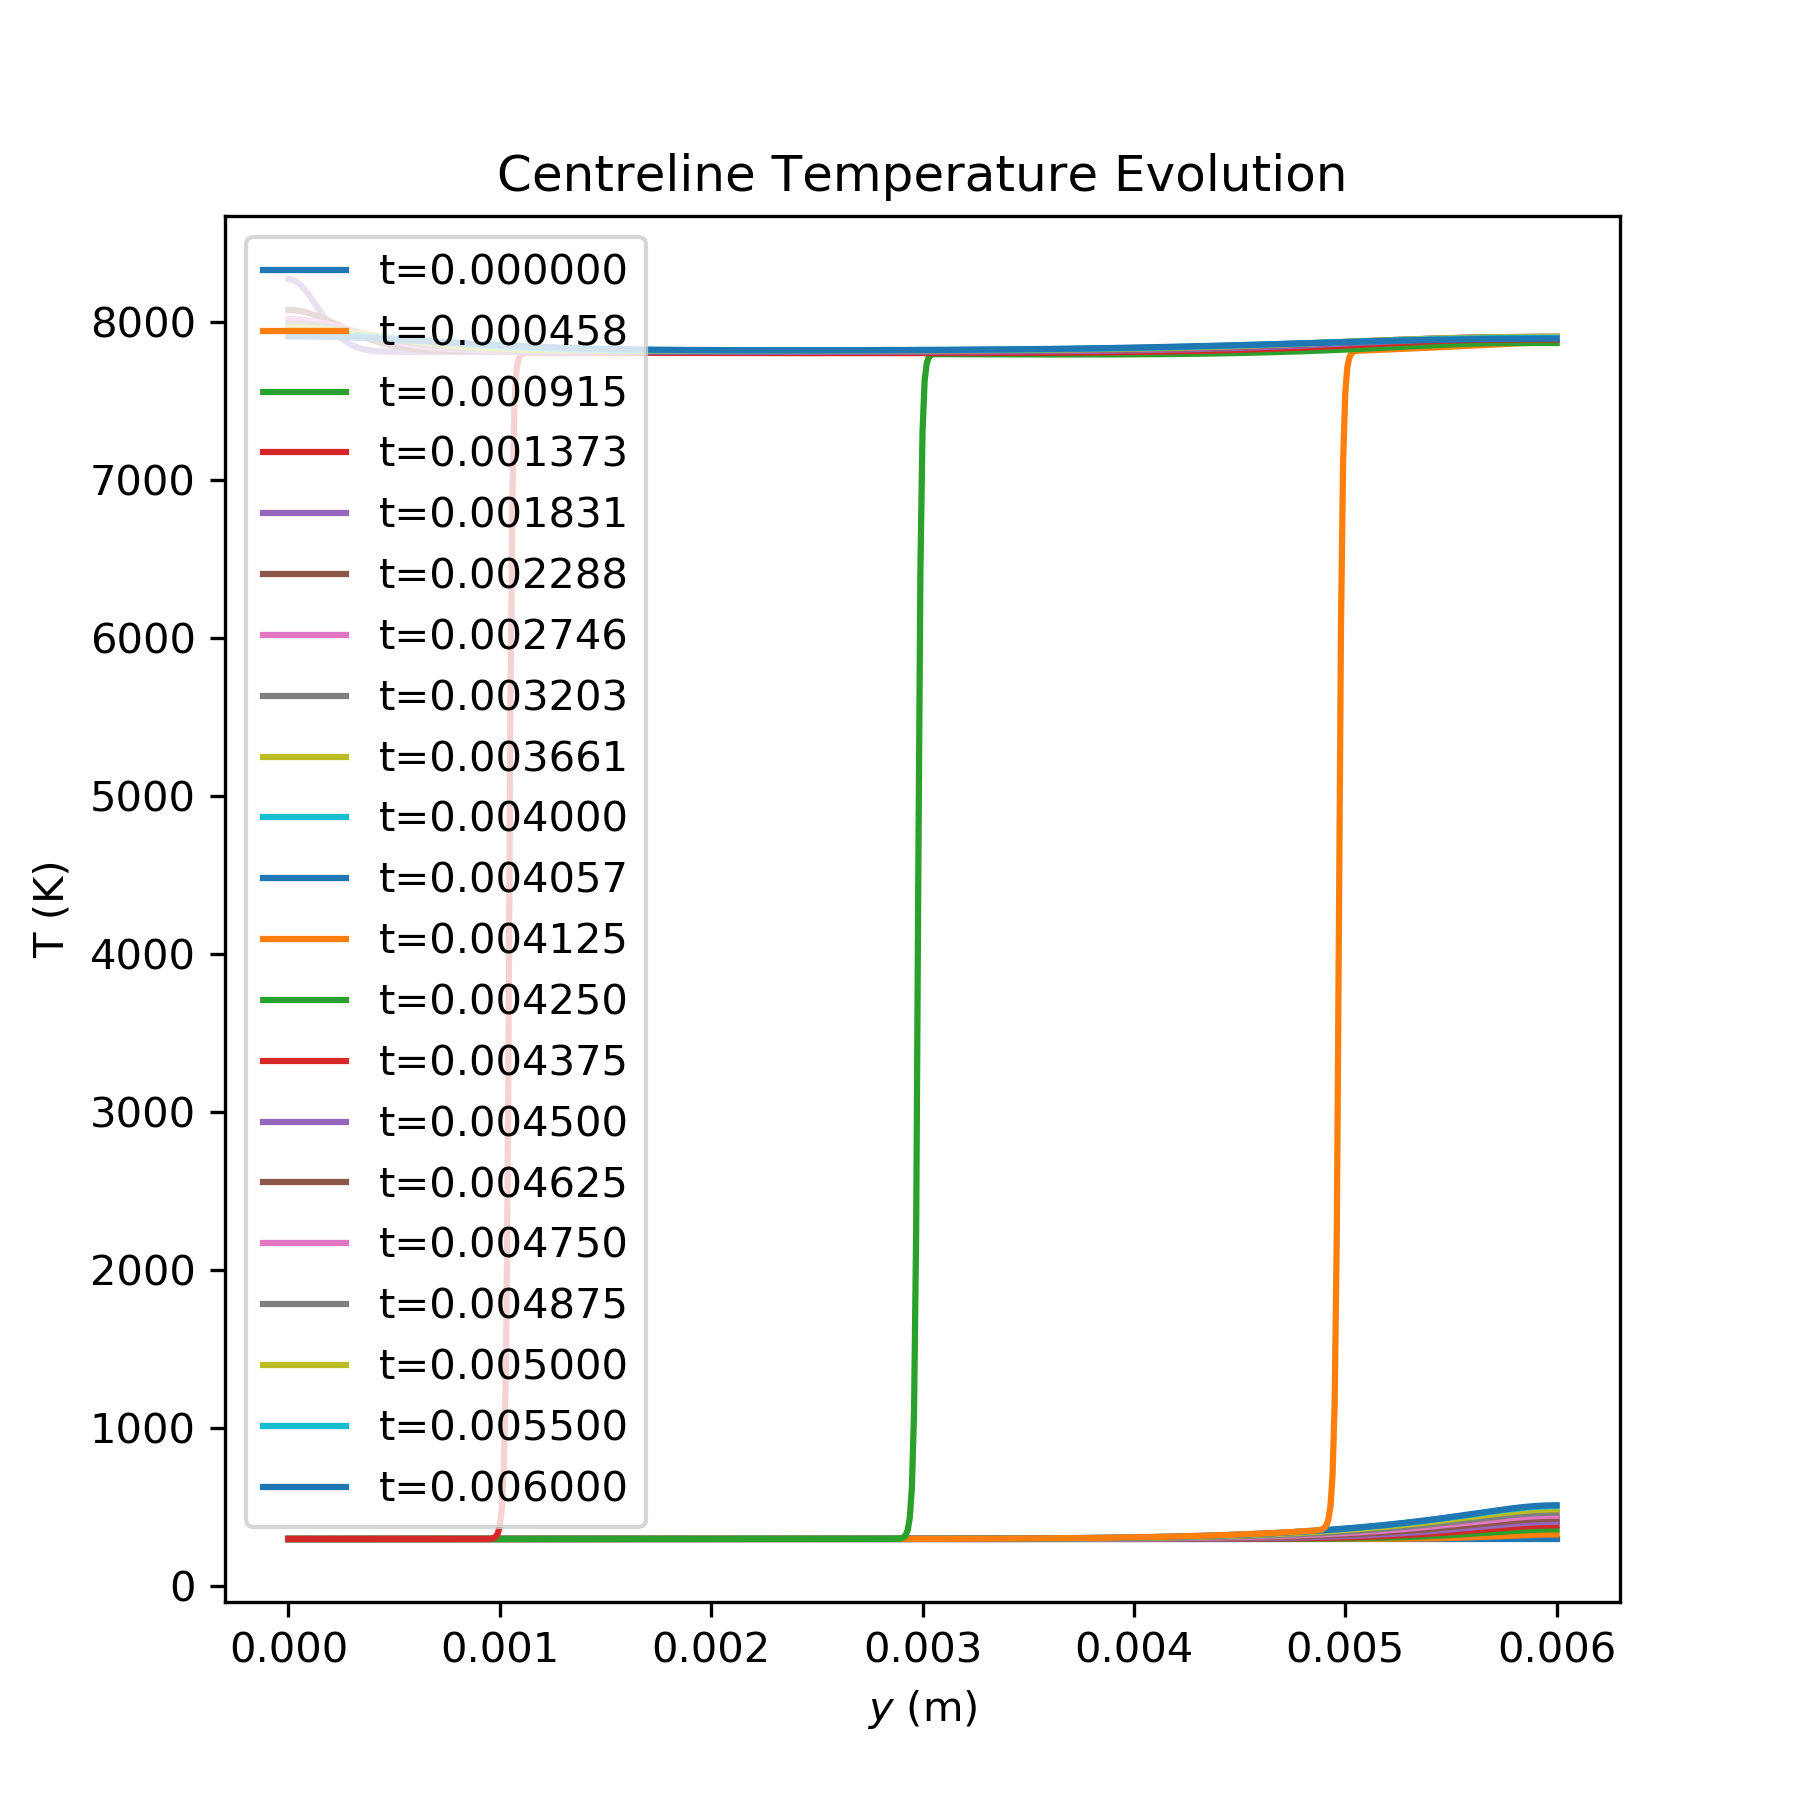 Centreline Temperature Evolution
t=0.000000
t=0.000458
t=0.000915
t=0.001373
t=0.001831
t=0.002288
t=0.002746
t=0.003203
t=0.003661
t=0.004000
t=0.004057
t=0.004125
t=0.004250
t=0.004375
t=0.004500
t=0.004625
t=0.004750
t=0.004875
t=0.005000
t=0.005500
t=0.006000
8000
7000
6000
5000
4000
3000
2000
1000
0
T (K)
0.000 0.001 0.002 0.003 0.004 0.005 0.006
y (m)